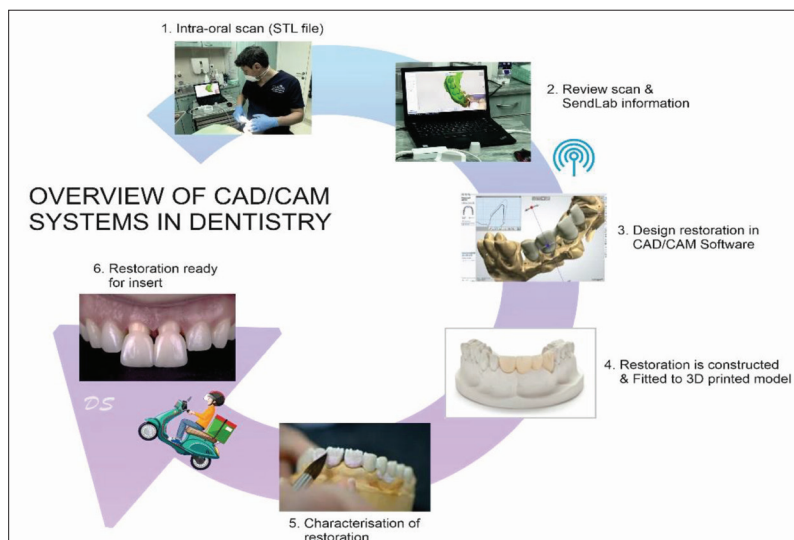 1. Intra-oral scan (STL file)
2. Review scan &
SendLab information
OVERVIEW OF CAD/CAM
SYSTEMS IN DENTISTRY
3. Design restoration in
CAD/CAM Software
6. Restoration ready
for insert
4. Restoration is constructed
& Fitted to 3D printed model
DS
5. Characterisation of
restoration